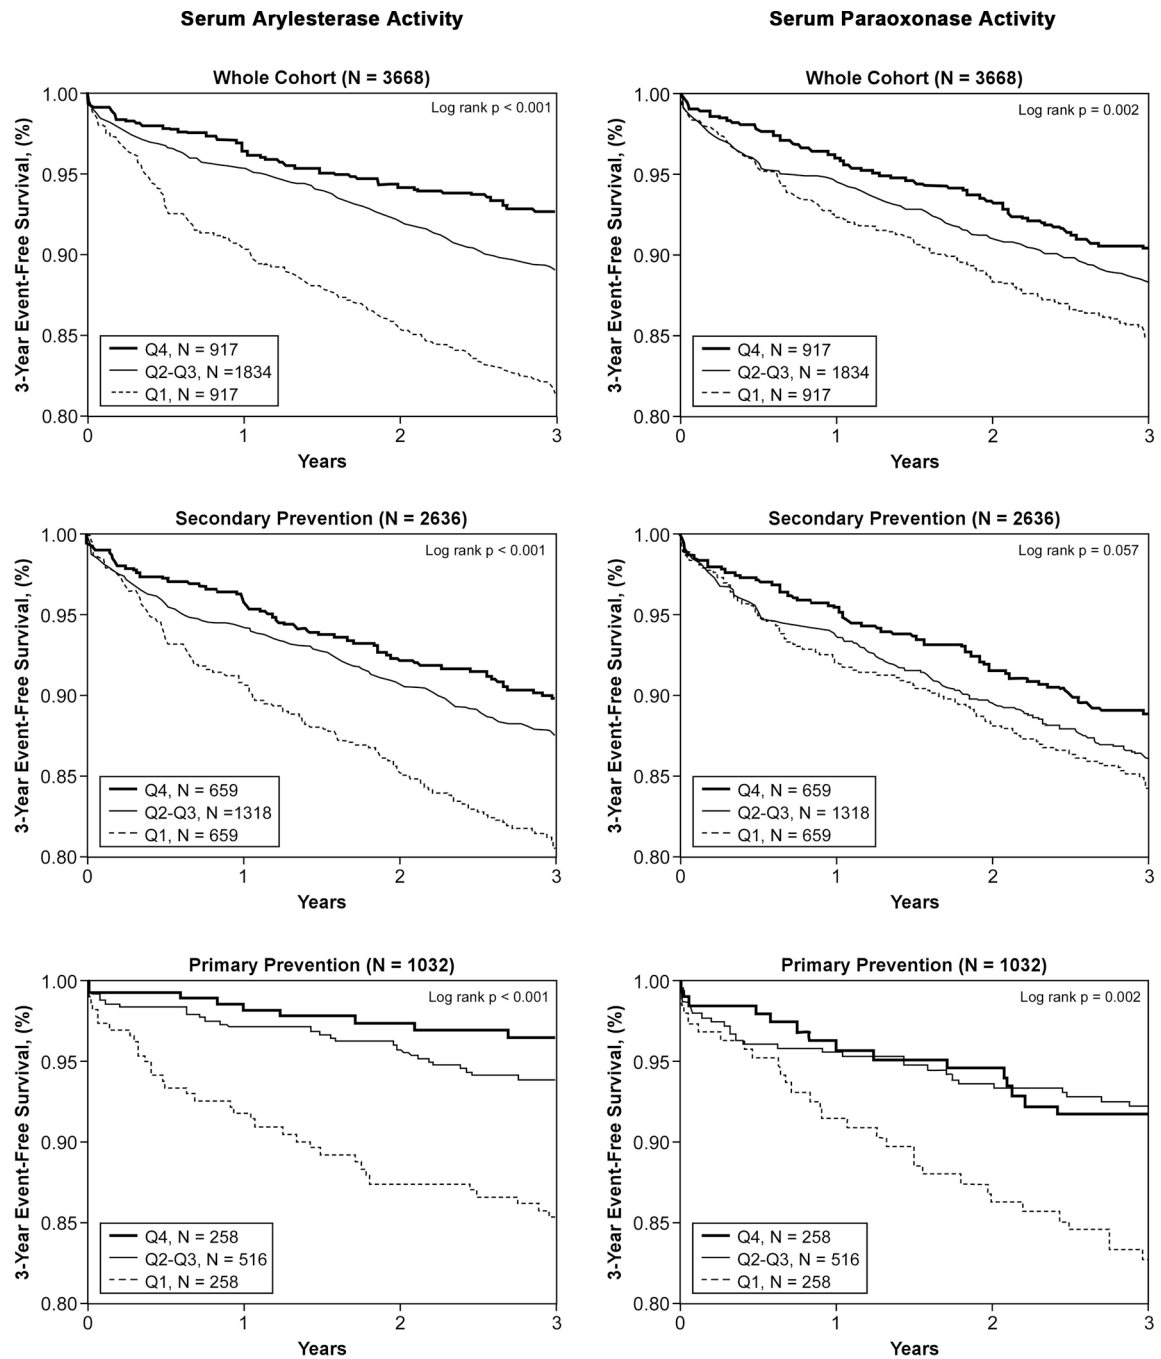 Serum Arylesterase Activity
Serum Paraoxonase Activity
Whole Cohort (N = 3668)
Log rank p < 0.001
3-Year Event-Free Survival, (%)
1.00
0.95
0.90
0.85
0.80
Q4, N = 917
Q2-Q3, N =1834
Q1, N = 917
0 1 2 3
Years
Whole Cohort (N = 3668)
Log rank p = 0.002
3-Year Event-Free Survival, (%)
1.00
0.95
0.90
0.85
0.80
Q4, N = 917
Q2-Q3, N = 1834
Q1, N = 917
0 1 2 3
Years
Secondary Prevention (N = 2636)
Log rank p < 0.001
3-Year Event-Free Survival, (%)
1.00
0.95
0.90
0.85
0.80
Q4, N = 659
Q2-Q3, N =1318
Q1, N = 659
0 1 2 3
Years
Secondary Prevention (N = 2636)
Log rank p = 0.057
3-Year Event-Free Survival, (%)
1.00
0.95
0.90
0.85
0.80
Q4, N = 659
Q2-Q3, N = 1318
Q1, N = 659
0 1 2 3
Years
Primary Prevention (N = 1032)
Log rank p < 0.001
3-Year Event-Free Survival, (%)
1.00
0.95
0.90
0.85
0.80
Q4, N = 258
Q2-Q3, N = 516
Q1, N = 258
0 1 2 3
Years
Primary Prevention (N = 1032)
Log rank p = 0.002
3-Year Event-Free Survival, (%)
1.00
0.95
0.90
0.85
0.80
Q4, N = 258
Q2-Q3, N = 516
Q1, N = 258
0 1 2 3
Years